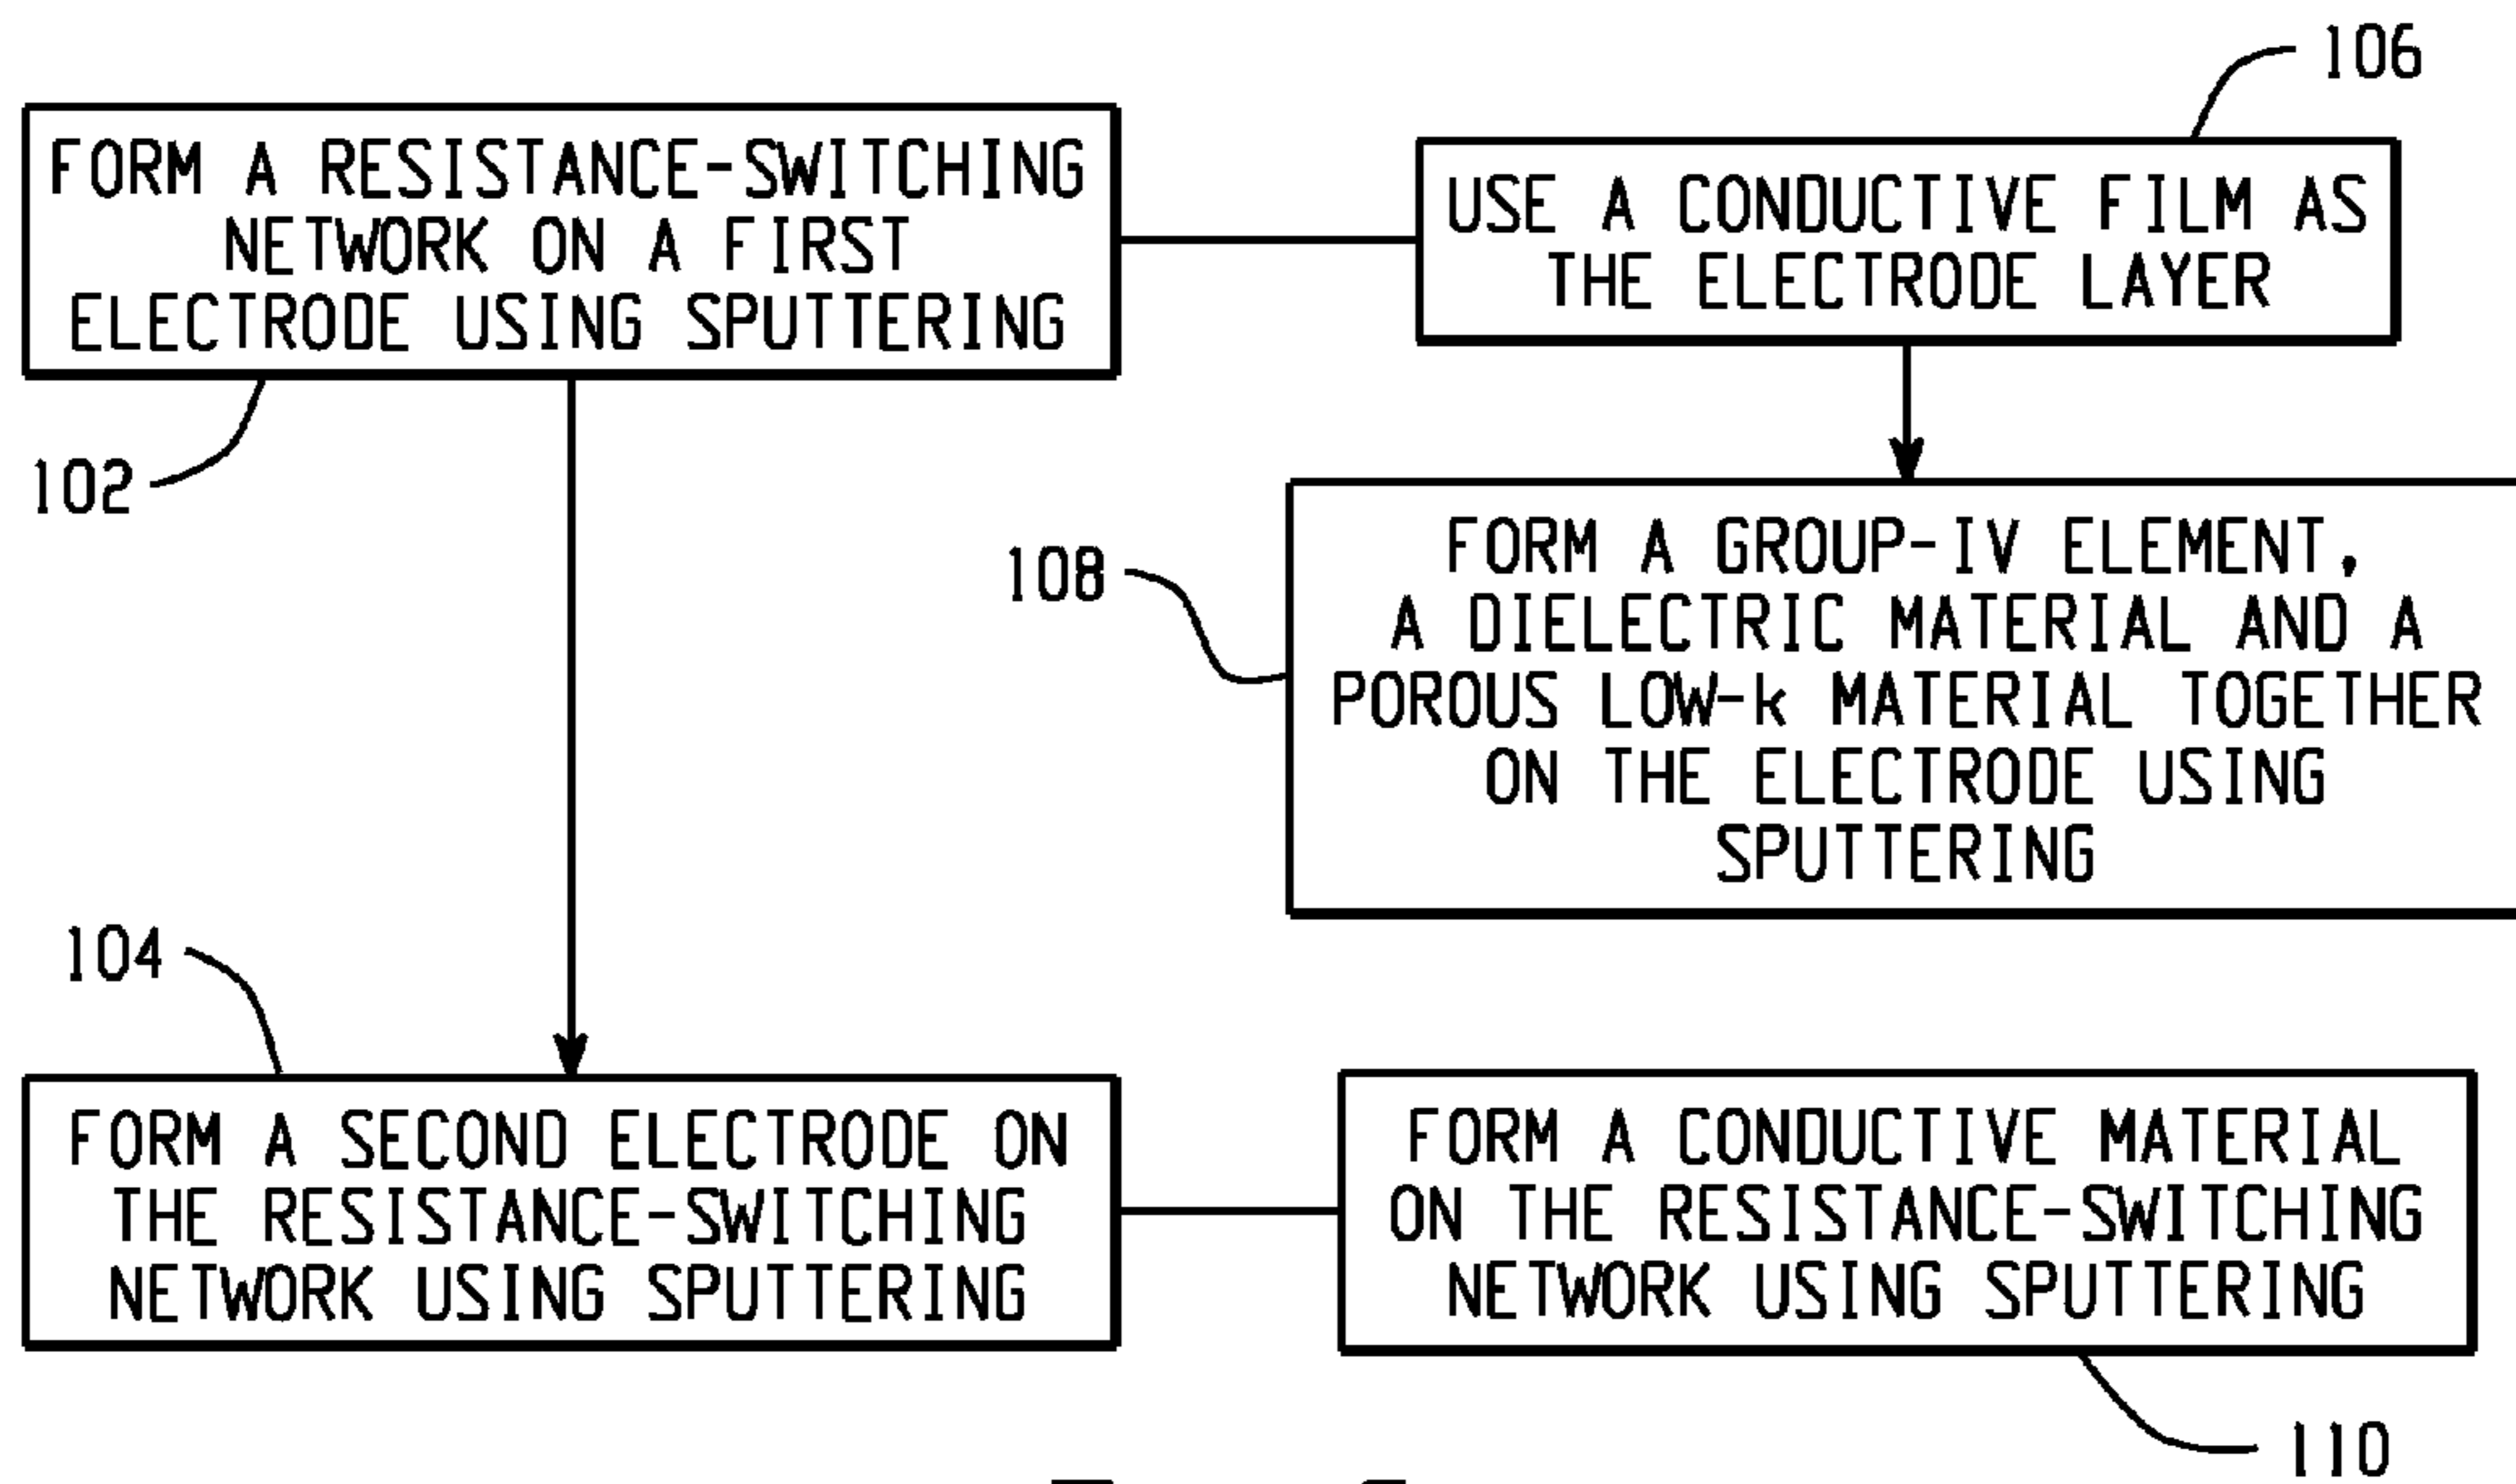 106
FORM A RESISTANCE-SWITCHING
NETWORK ON A FIRST
ELECTRODE USING SPUTTERING
USE A CONDUCTIVE FILM AS
THE ELECTRODE LAYER
102
108
FORM A GROUP-IV ELEMENT,
A DIELECTRIC MATERIAL AND A
POROUS LOW-k MATERIAL TOGETHER
ON THE ELECTRODE USING
SPUTTERING
104
FORM A SECOND ELECTRODE ON
THE RESISTANCE-SWITCHING
NETWORK USING SPUTTERING
FORM A CONDUCTIVE MATERIAL
ON THE RESISTANCE-SWITCHING
NETWORK USING SPUTTERING
110